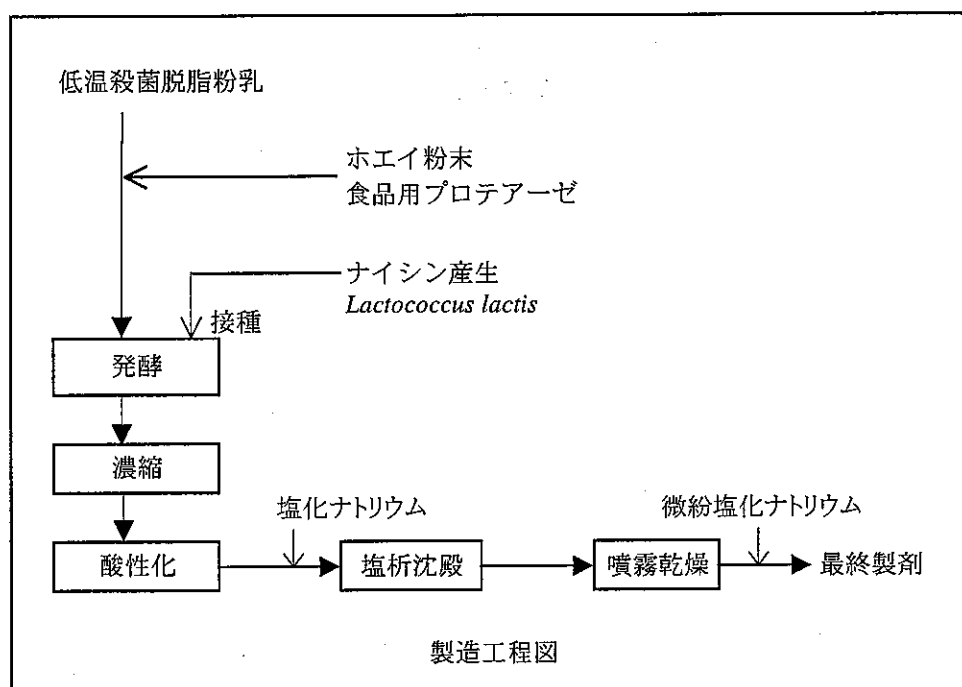 低温殺菌脱脂粉乳
ホエイ粉末
食品用プロテアーゼ
ナイシン産生
Lactococcus lactis
接種
発酵
濃縮
塩化ナトリウム
微紛塩化ナトリウム
酸性化
塩析沈殿
噴霧乾燥
最終製剤
製造工程図